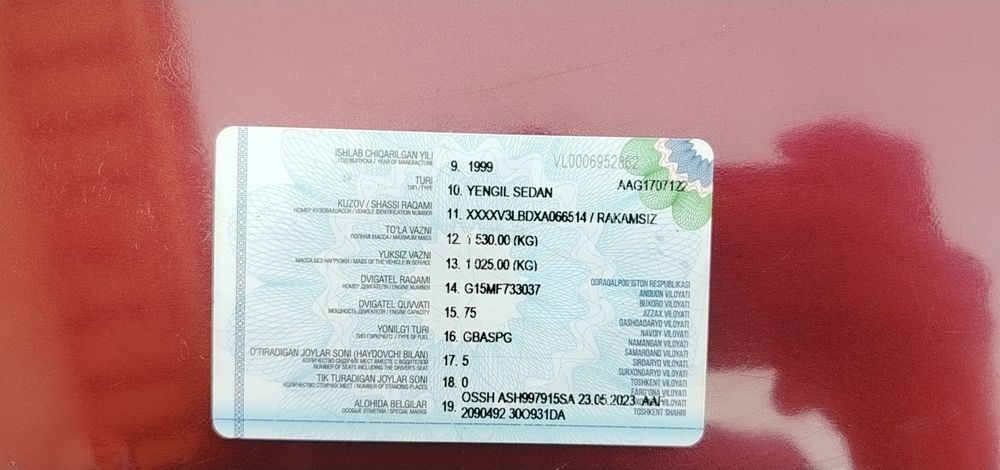 VL0006952862
AAG1707122
ISHLAB CHIQARILGAN YILI 9. 1999
ГОД ВЫПУСКА / YEAR OF MANUFACTURE
TURI 10. YENGIL SEDAN
ТИП / TYPE
KUZOV / SHASSI RAQAMI 11. XXXXV3LBDXA066514 / RAKAMSIZ
НОМЕР КУЗОВА/ШАССИ / VEHICLE IDENTIFICATION NUMBER
TO'LA VAZNI 12. 1 530.00 (KG)
ПОЛНАЯ МАССА / MAXIMUM MASS
YUKSIZ VAZNI 13. 1 025.00 (KG)
МАССА БЕЗ НАГРУЗКИ / MASS OF THE VEHICLE IN SERVICE
DVIGATEL RAQAMI 14. G15MF733037
НОМЕР ДВИГАТЕЛЯ / ENGINE NUMBER
DVIGATEL QUVVATI 15. 75
МОЩНОСТЬ ДВИГАТЕЛЯ / ENGINE CAPACITY
YONILG'I TURI 16. GBASPG
ТИП ГОРЮЧЕГО / TYPE OF FUEL
O'TIRADIGAN JOYLAR SONI (HAYDOVCHI BILAN) 17. 5
КОЛИЧЕСТВО СИДЯЧИХ МЕСТ ВМЕСТЕ С ВОДИТЕЛЕМ
NUMBER OF SEATS INCLUDING THE DRIVER'S SEAT
TIK TURADIGAN JOYLAR SONI 18. 0
КОЛИЧЕСТВО СТОЯЧИХ МЕСТ / NUMBER OF STANDING PLACES
ALOHIDA BELGILAR 19. OSSH ASH997915SA 23.05.2023 AAF
ОСОБЫЕ ОТМЕТКИ / SPECIAL MARKS 2090492 30O931DA
QORAQALPOG'ISTON RESPUBLIKASI
ANDIJON VILOYATI
BUXORO VILOYATI
JIZZAX VILOYATI
QASHQADARYO VILOYATI
NAVOIY VILOYATI
NAMANGAN VILOYATI
SAMARQAND VILOYATI
SIRDARYO VILOYATI
SURXONDARYO VILOYATI
TOSHKENT VILOYATI
FARG'ONA VILOYATI
VILOYATI
TOSHKENT SHAHRI